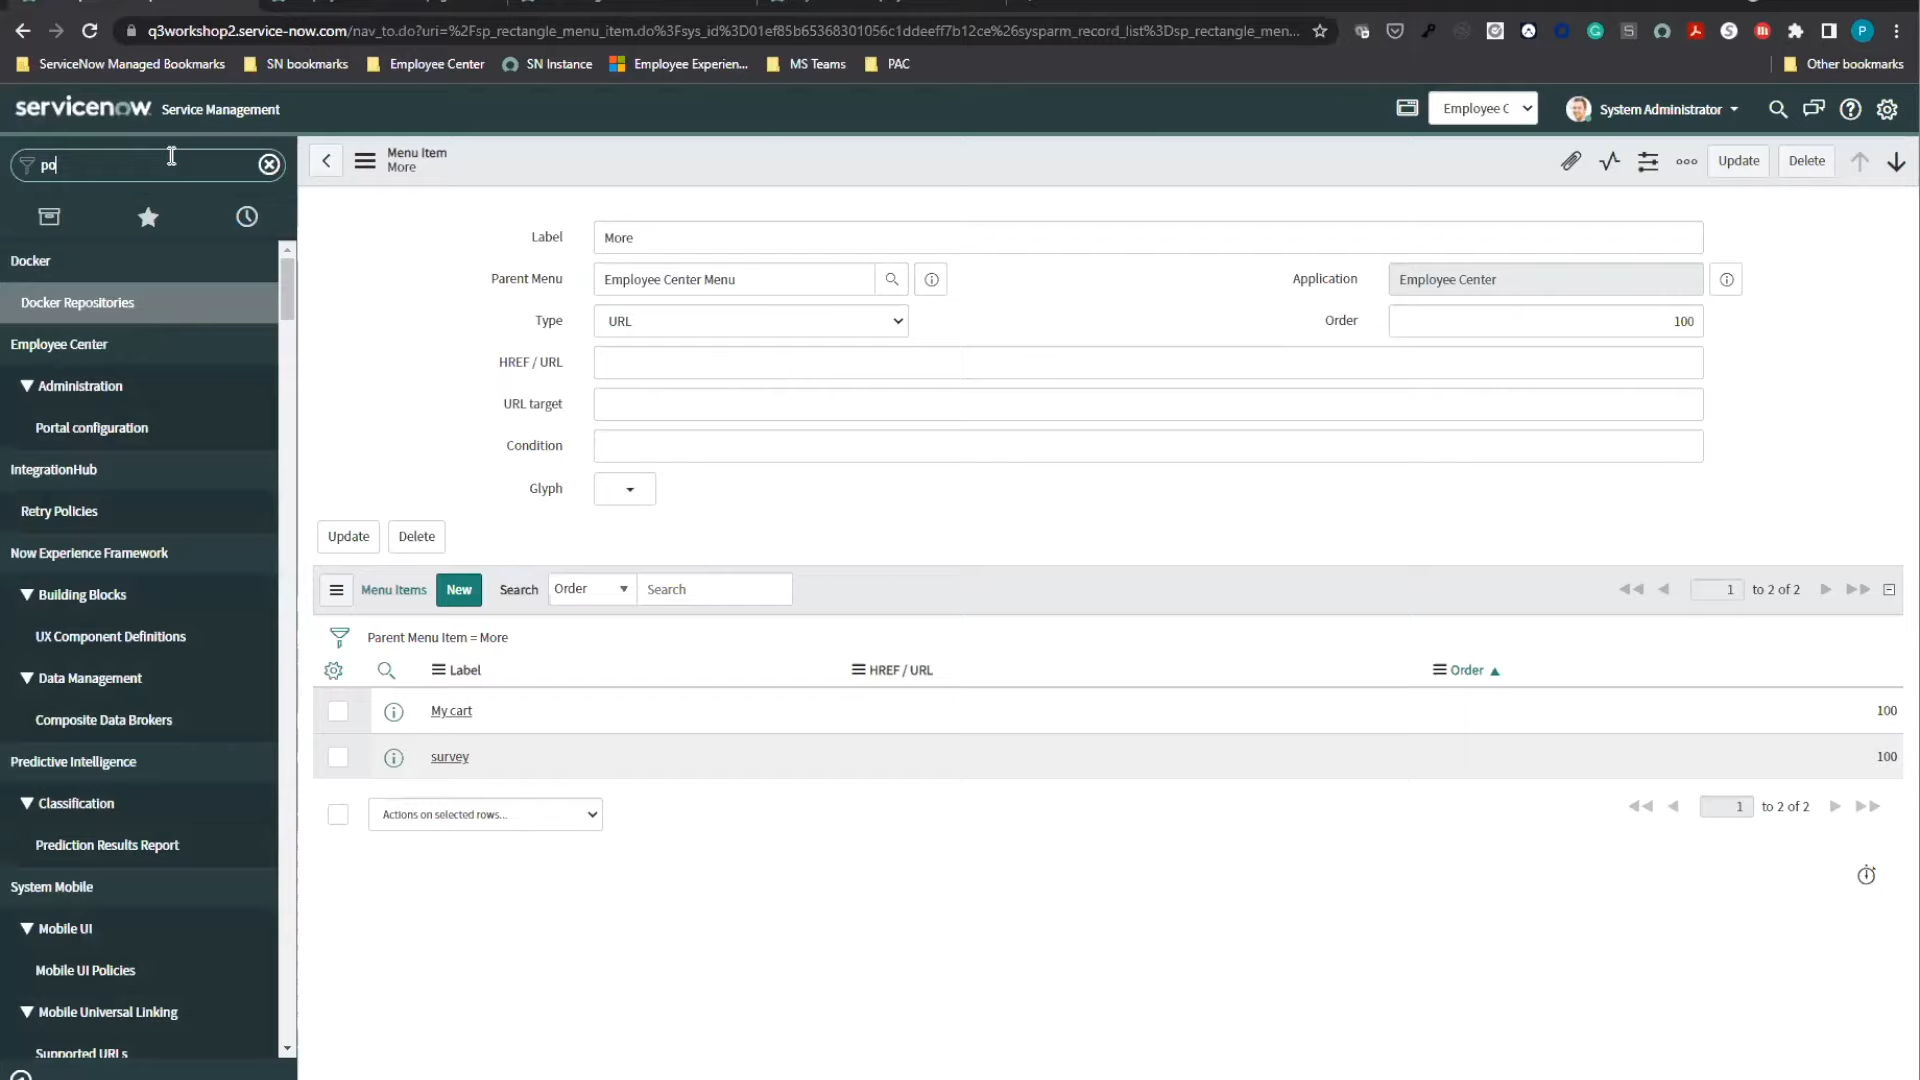 q3workshop2.service-now.com/nav_to.do?uri=%2Fsp_rectangle_menu_item.do%3Fsys_id%3D01ef85b65368301056c1ddeeff7b12ce%26sysparm_record_list%3Dsp_rectangle_men...
ServiceNow Managed Bookmarks
SN bookmarks
Employee Center
SN Instance
Employee Experien...
MS Teams
PAC
Other bookmarks
servicenow Service Management
Employee C
System Administrator
po
Menu Item
More
Update
Delete
Docker
Docker Repositories
Employee Center
Administration
Portal configuration
IntegrationHub
Retry Policies
Now Experience Framework
Building Blocks
UX Component Definitions
Data Management
Composite Data Brokers
Predictive Intelligence
Classification
Prediction Results Report
System Mobile
Mobile UI
Mobile UI Policies
Mobile Universal Linking
Supported URLs
Label More
Parent Menu Employee Center Menu
Application Employee Center
Type URL
Order 100
HREF / URL
URL target
Condition
Glyph
Update Delete
Menu Items New Search Order Search
1 to 2 of 2
Parent Menu Item = More
Label HREF / URL Order
My cart 100
survey 100
Actions on selected rows...
1 to 2 of 2